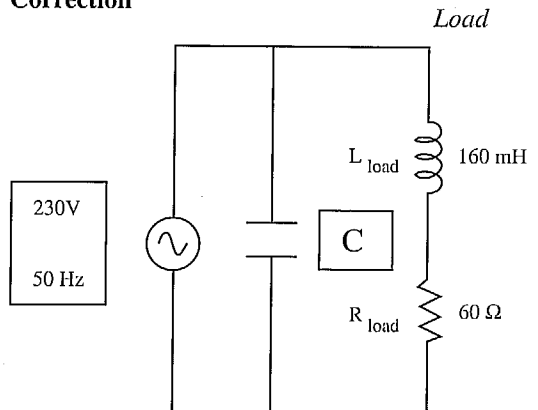 Correction
Load
L load
160 mH
230V
C
50 Hz
R load
60 Ω